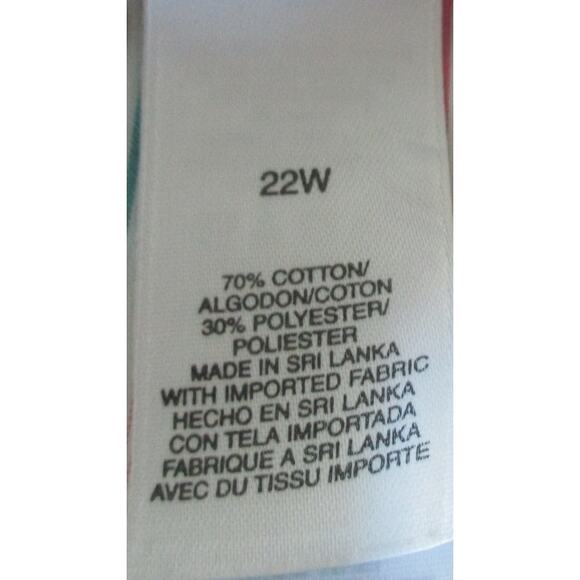 22W
70% COTTON/
ALGODON/COTON
30% POLYESTER/
POLIESTER
MADE IN SRI LANKA
WITH IMPORTED FABRIC
HECHO EN SRI LANKA
CON TELA IMPORTADA
FABRIQUE A SRI LANKA
AVEC DU TISSU IMPORTE